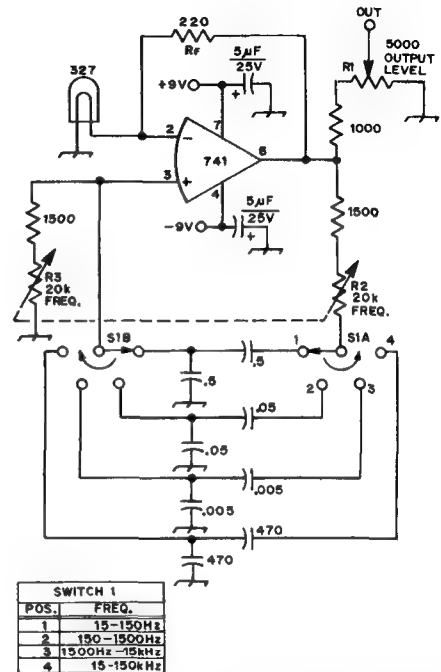 OUT
220
RF
5000
OUTPUT
LEVEL
R1
327
5µF
25V
+9V
+
7
2
−
741
6
3
+
4
1000
1500
5µF
25V
−9V
+
1500
R3
20k
FREQ.
R2
20k
FREQ.
S1B
.5
1
S1A
4
.5
.05
2
3
.05
.005
.005
470
470
SWITCH 1
POS. FREQ.
1 15-150Hz
2 150-1500Hz
3 1500Hz-15kHz
4 15-150kHz